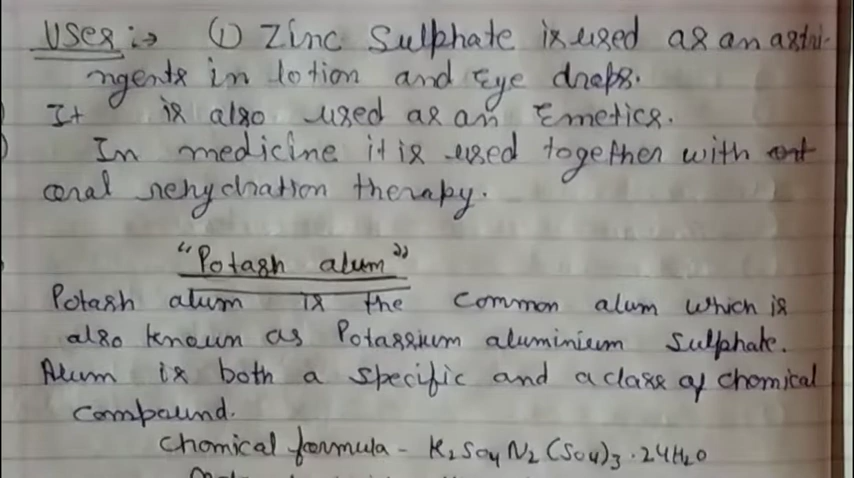 Uses :→ (1) Zinc Sulphate is used as an astri-
ngents in lotion and Eye drops.
It is also used as an Emetics.
In medicine it is used together with
oral rehydration therapy.
"Potash alum"
Potash alum is the common alum which is
also known as Potassium aluminium Sulphate.
Alum is both a specific and a class of chemical
compound.
Chemical formula - K2SO4 N2 (SO4)3 . 24H2O